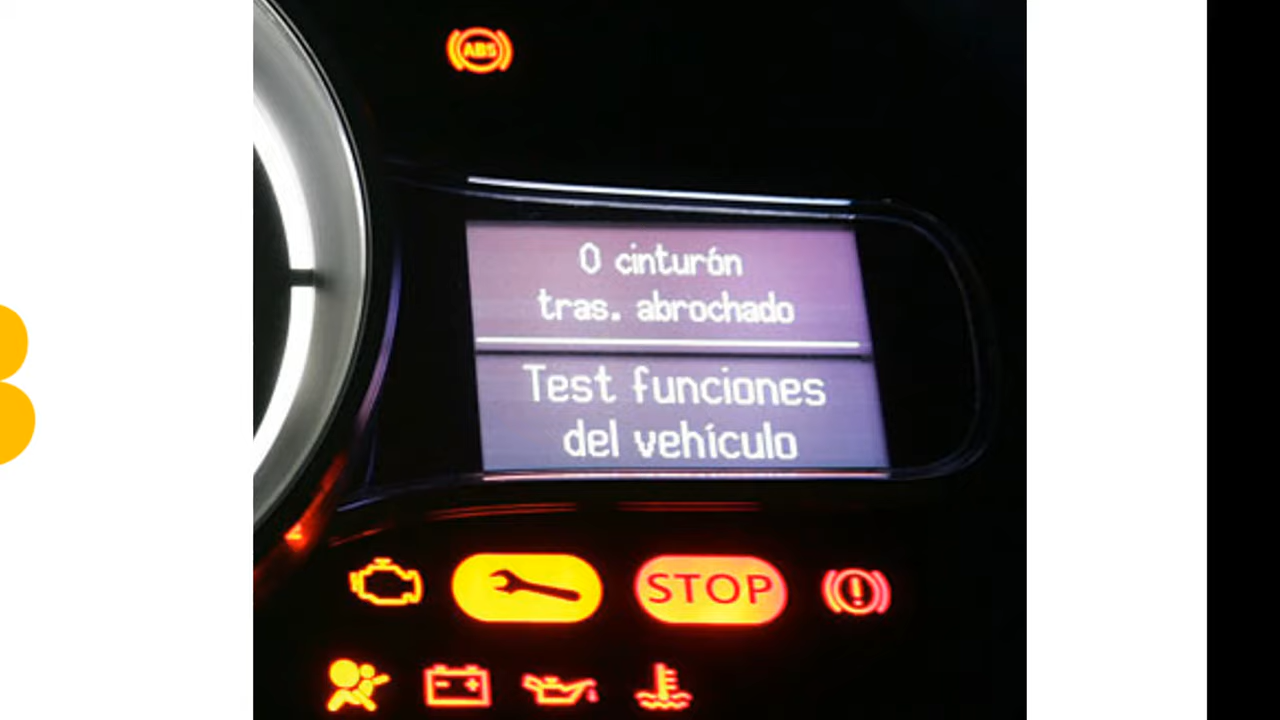 ABS
0 cinturón
tras. abrochado
Test funciones
del vehículo
STOP